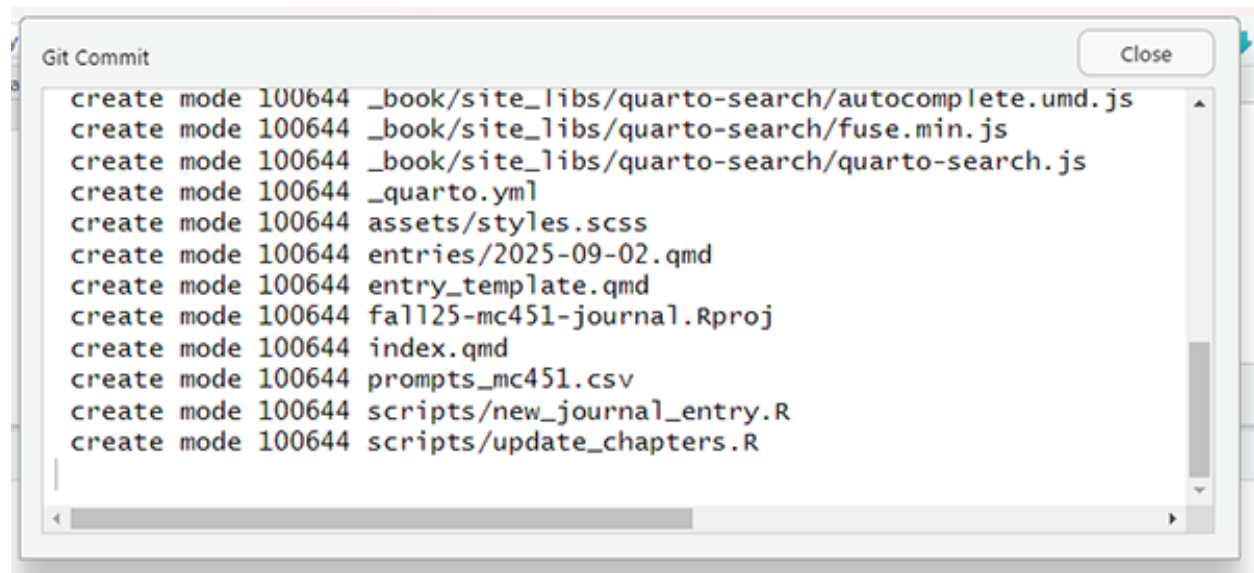 Git Commit
Close
create mode 100644 _book/site_libs/quarto-search/autocomplete.umd.js
create mode 100644 _book/site_libs/quarto-search/fuse.min.js
create mode 100644 _book/site_libs/quarto-search/quarto-search.js
create mode 100644 _quarto.yml
create mode 100644 assets/styles.scss
create mode 100644 entries/2025-09-02.qmd
create mode 100644 entry_template.qmd
create mode 100644 fall25-mc451-journal.Rproj
create mode 100644 index.qmd
create mode 100644 prompts_mc451.csv
create mode 100644 scripts/new_journal_entry.R
create mode 100644 scripts/update_chapters.R